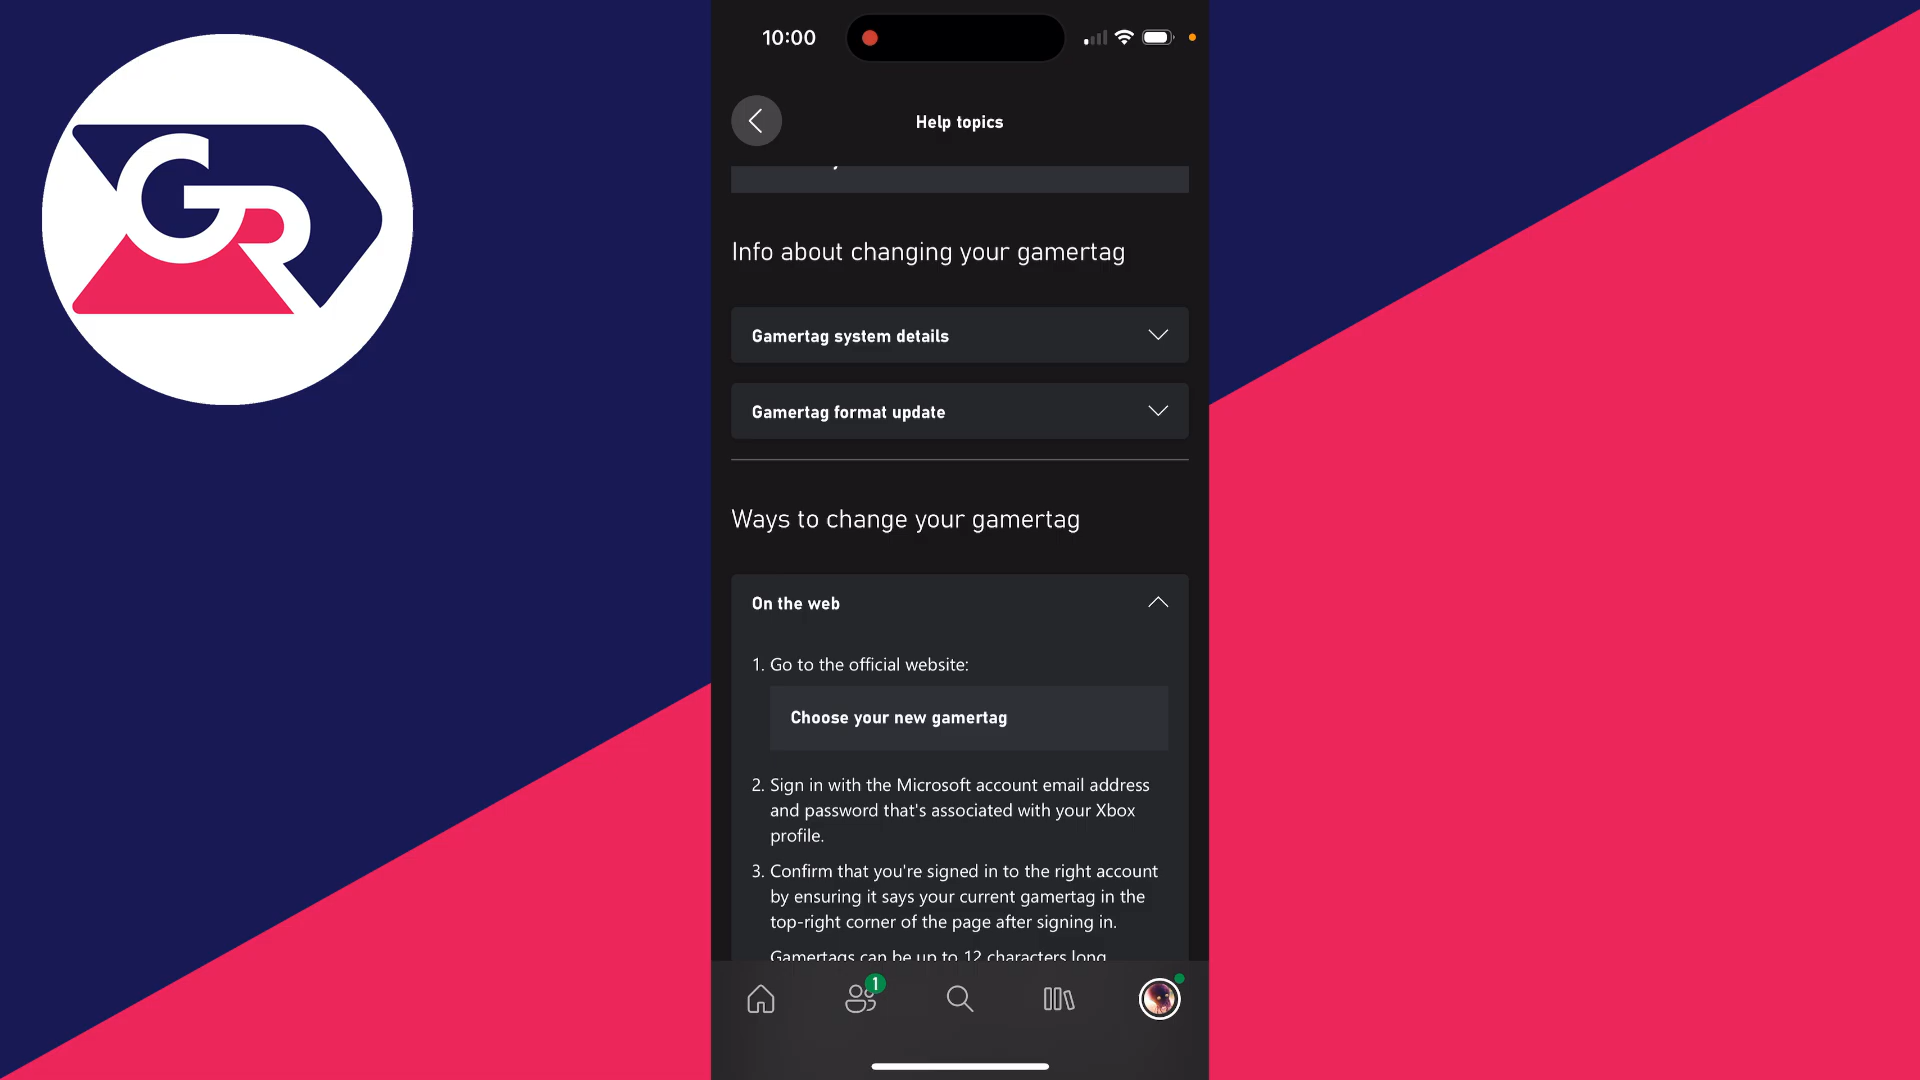 GR
10:00
Help topics
Info about changing your gamertag
Gamertag system details
Gamertag format update
Ways to change your gamertag
On the web
1. Go to the official website:
Choose your new gamertag
2. Sign in with the Microsoft account email address
and password that's associated with your Xbox
profile.
3. Confirm that you're signed in to the right account
by ensuring it says your current gamertag in the
top-right corner of the page after signing in.
Gamertags can be up to 12 characters long
1